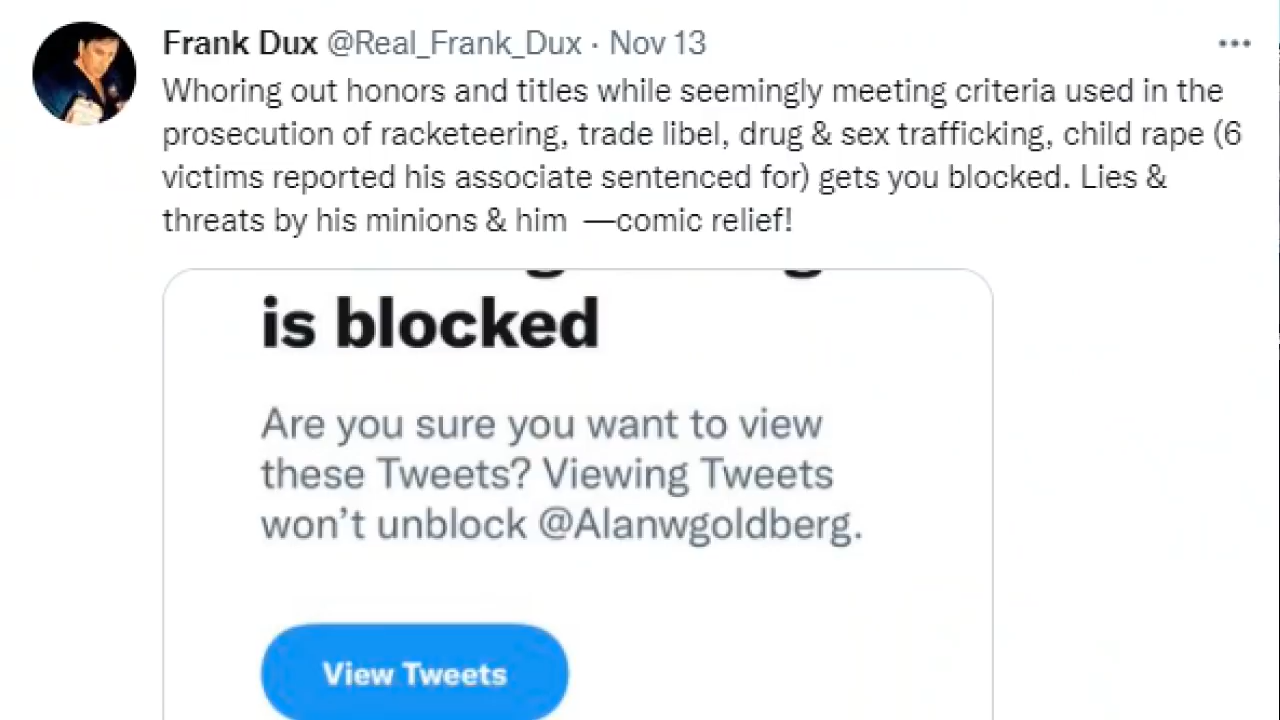 Frank Dux @Real_Frank_Dux · Nov 13
Whoring out honors and titles while seemingly meeting criteria used in the
prosecution of racketeering, trade libel, drug & sex trafficking, child rape (6
victims reported his associate sentenced for) gets you blocked. Lies &
threats by his minions & him —comic relief!
is blocked
Are you sure you want to view
these Tweets? Viewing Tweets
won’t unblock @Alanwgoldberg.
View Tweets